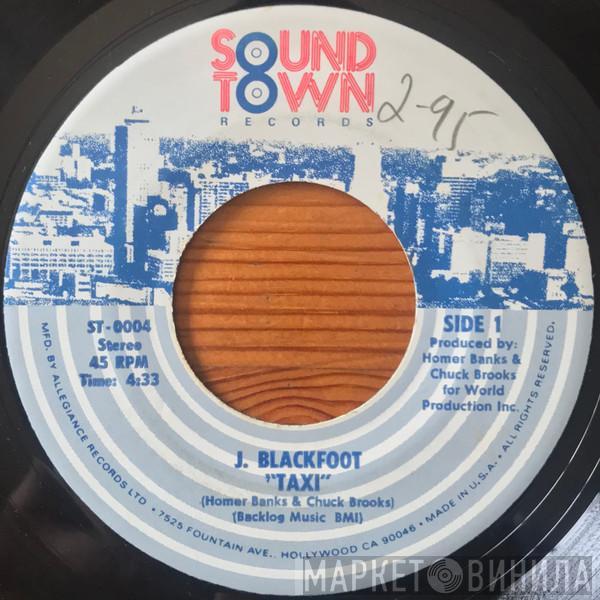 SOUND
TOWN
RECORDS
2-95
ST-0004
Stereo
45 RPM
Time: 4:33
SIDE 1
Produced by:
Homer Banks &
Chuck Brooks
for World
Production Inc.
J. BLACKFOOT
"TAXI"
(Homer Banks & Chuck Brooks)
(Backlog Music BMI)
MFD. BY ALLEGIANCE RECORDS LTD • 7525 FOUNTAIN AVE., HOLLYWOOD CA 90046 • MADE IN U.S.A. • ALL RIGHTS RESERVED.
МАРКЕТ ВИНИЛА